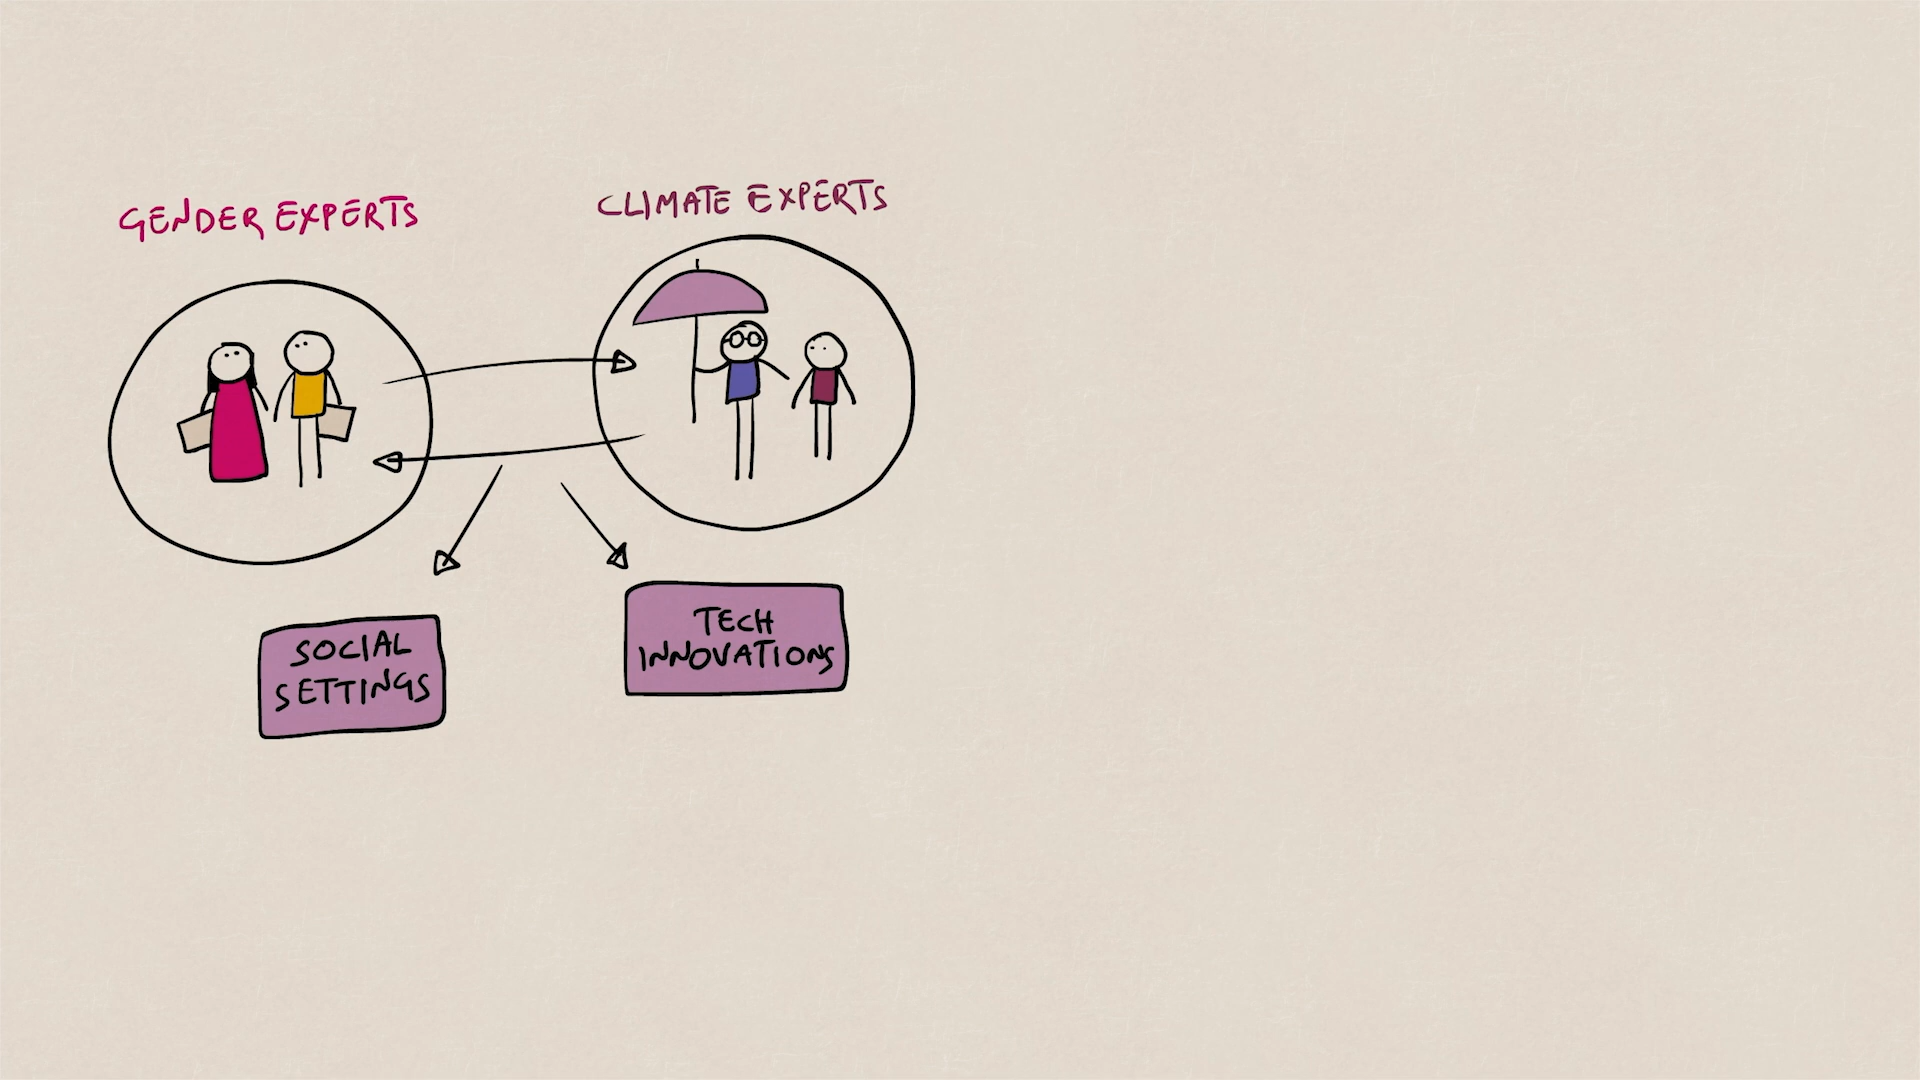 GENDER EXPERTS
CLIMATE EXPERTS
SOCIAL
SETTINGS
TECH
INNOVATIONS